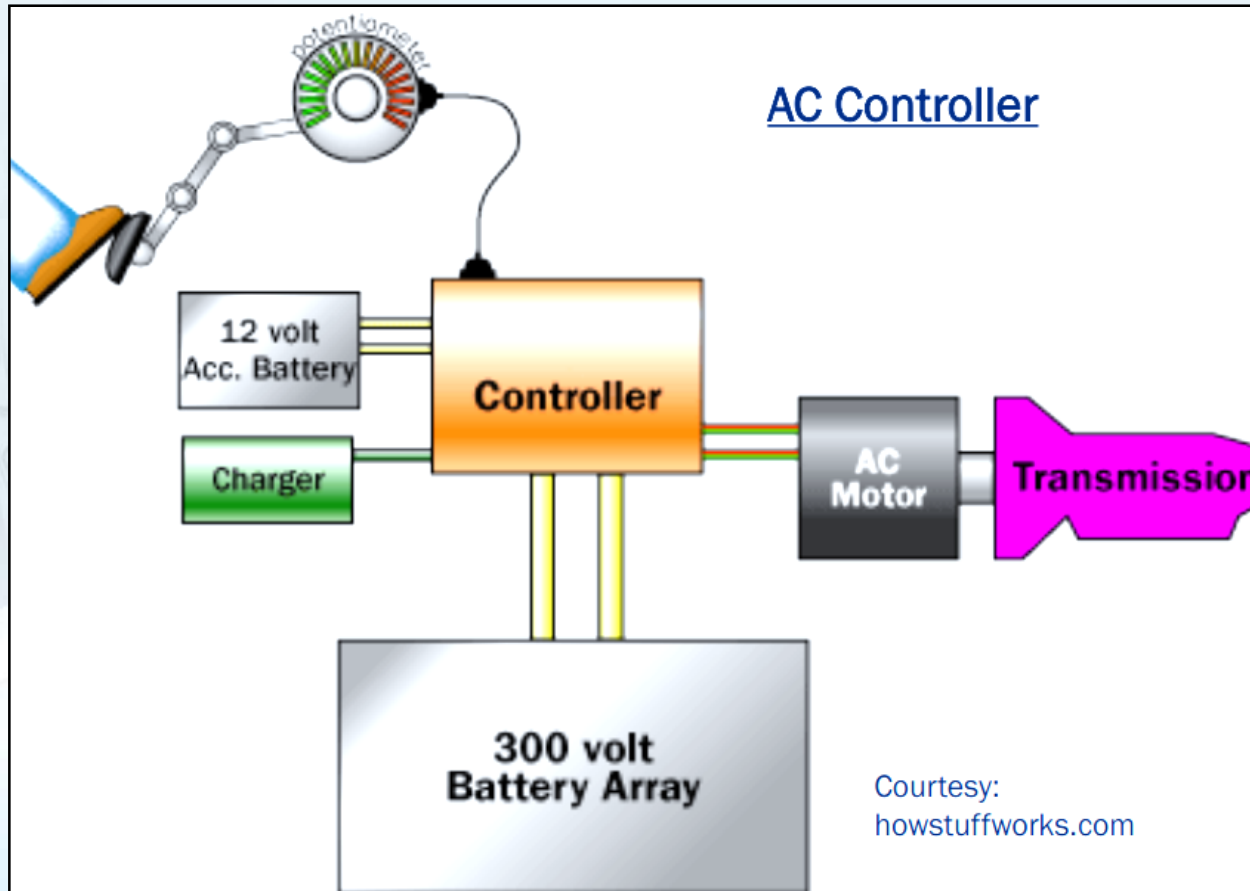 potentiometer
AC Controller
12 volt
Acc. Battery
Controller
Charger
AC
Motor
Transmission
300 volt
Battery Array
Courtesy:
howstuffworks.com